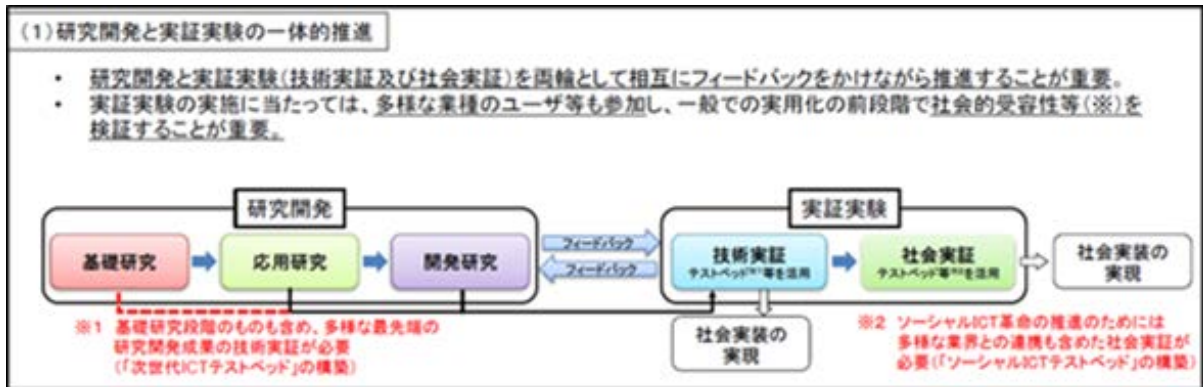 (1)研究開発と実証実験の一体的推進
• 研究開発と実証実験(技術実証及び社会実証)を両輪として相互にフィードバックをかけながら推進することが重要。
• 実証実験の実施に当たっては、多様な業種のユーザ等も参加し、一般での実用化の前段階で社会的受容性等(※)を
検証することが重要。
研究開発
実証実験
基礎研究
応用研究
開発研究
フィードバック
フィードバック
技術実証
テストベッド※1等を活用
社会実証
テストベッド等※2を活用
社会実装の
実現
社会実装の
実現
※1 基礎研究段階のものも含め、多様な最先端の
研究開発成果の技術実証が必要
(「次世代ICTテストベッド」の構築)
※2 ソーシャルICT革命の推進のためには
多様な業界との連携も含めた社会実証が
必要(「ソーシャルICTテストベッド」の構築)